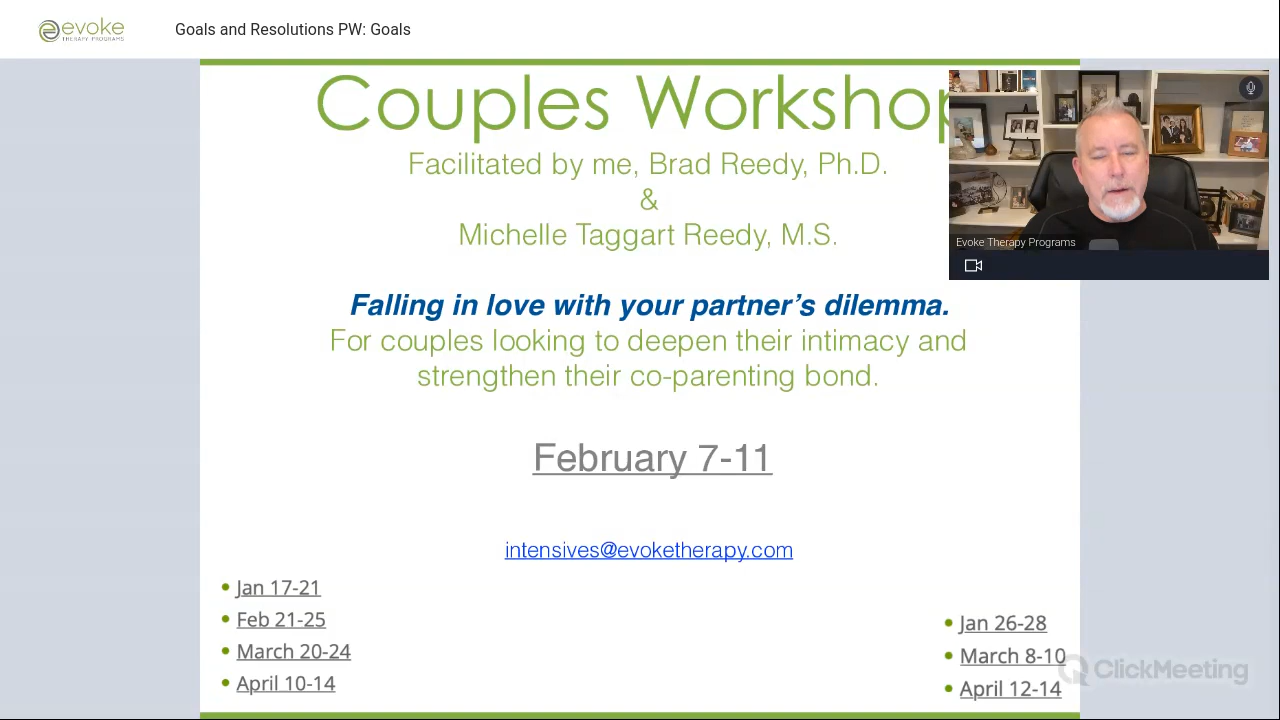 evoke
THERAPY PROGRAMS
Goals and Resolutions PW: Goals
Couples Workshop
Facilitated by me, Brad Reedy, Ph.D.
&
Michelle Taggart Reedy, M.S.
Evoke Therapy Programs
Falling in love with your partner's dilemma.
For couples looking to deepen their intimacy and
strengthen their co-parenting bond.
February 7-11
intensives@evoketherapy.com
• Jan 17-21
• Feb 21-25
• March 20-24
• April 10-14
• Jan 26-28
• March 8-10
• April 12-14
ClickMeeting